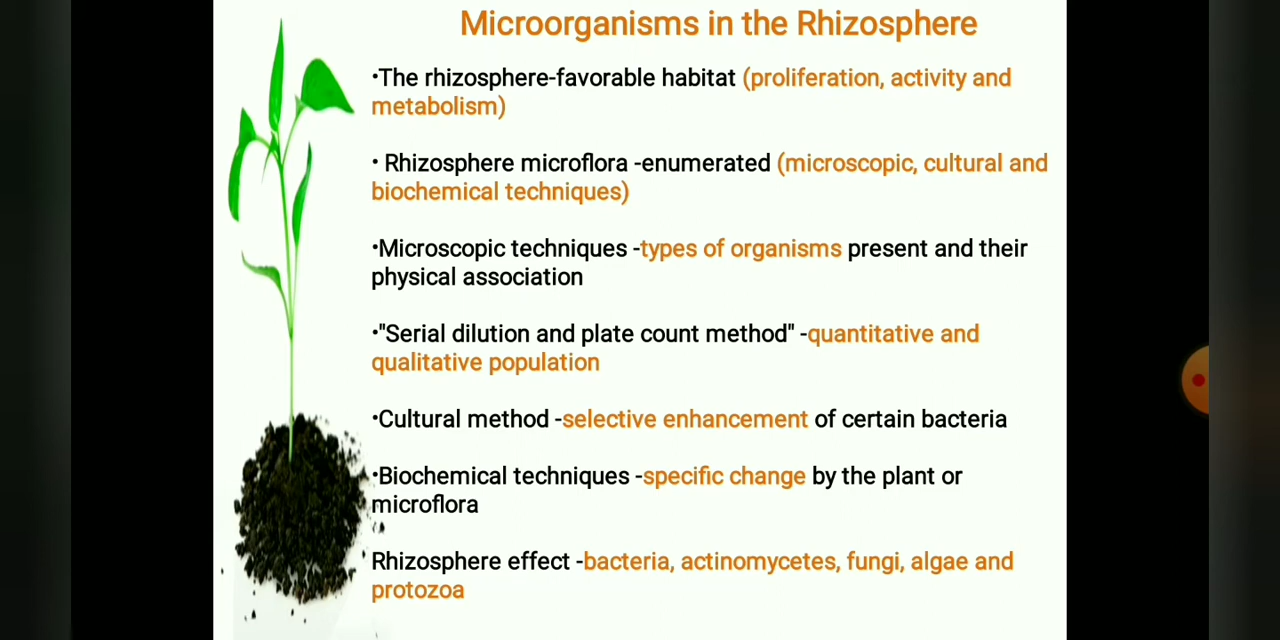 Microorganisms in the Rhizosphere
•The rhizosphere-favorable habitat (proliferation, activity and
metabolism)
• Rhizosphere microflora -enumerated (microscopic, cultural and
biochemical techniques)
•Microscopic techniques -types of organisms present and their
physical association
•"Serial dilution and plate count method" -quantitative and
qualitative population
•Cultural method -selective enhancement of certain bacteria
•Biochemical techniques -specific change by the plant or
microflora
Rhizosphere effect -bacteria, actinomycetes, fungi, algae and
protozoa